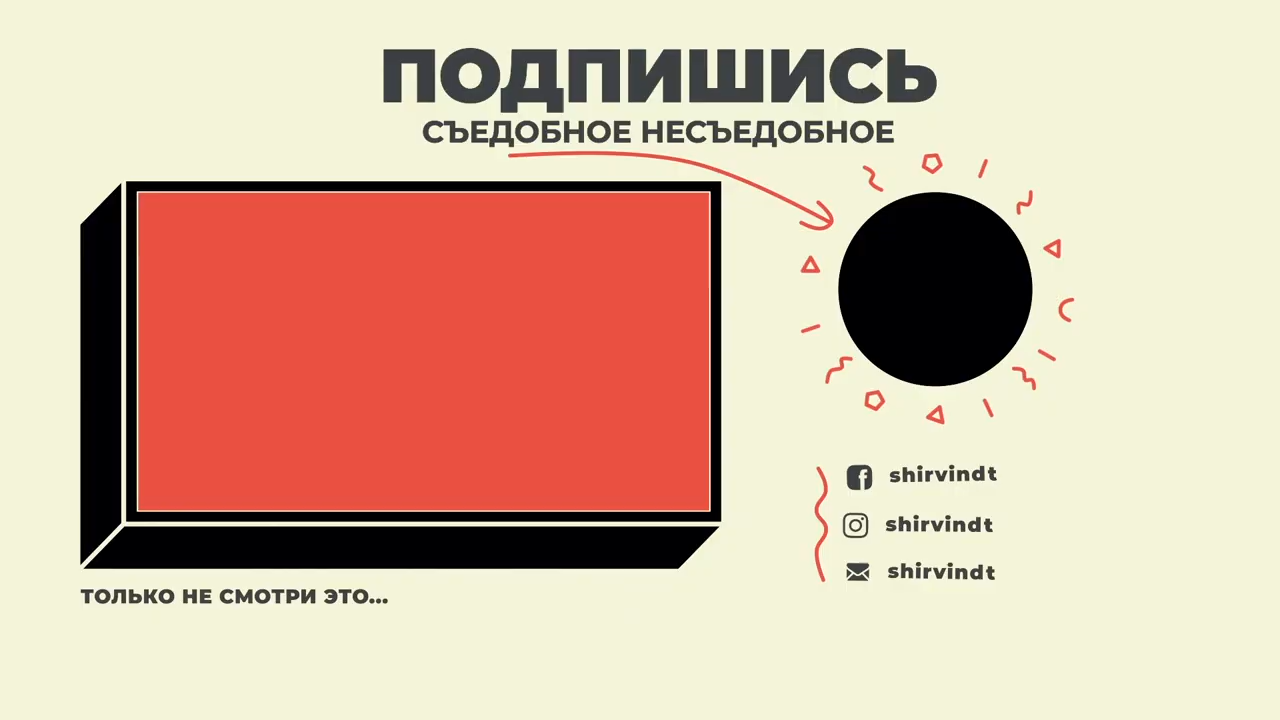 ПОДПИШИСЬ
СЪЕДОБНОЕ НЕСЪЕДОБНОЕ
shirvindt
shirvindt
shirvindt
ТОЛЬКО НЕ СМОТРИ ЭТО...